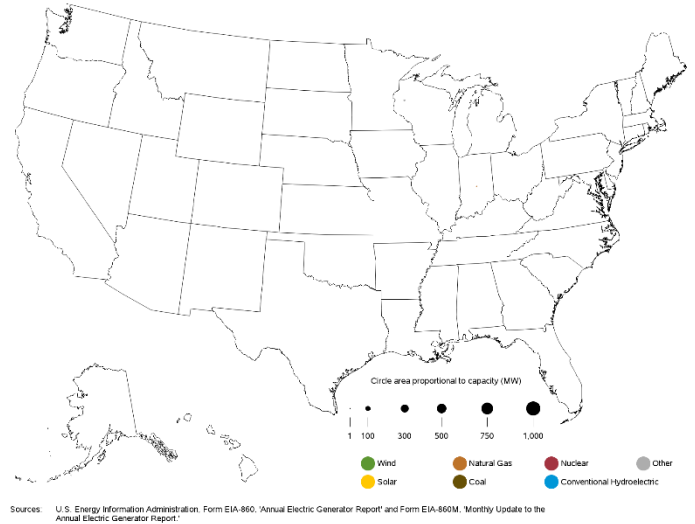 Circle area proportional to capacity (MW)
1 100 300 500 750 1,000
Wind Natural Gas Nuclear Other
Solar Coal Conventional Hydroelectric
Sources: U.S. Energy Information Administration, Form EIA-860, 'Annual Electric Generator Report' and Form EIA-860M, 'Monthly Update to the
Annual Electric Generator Report.'